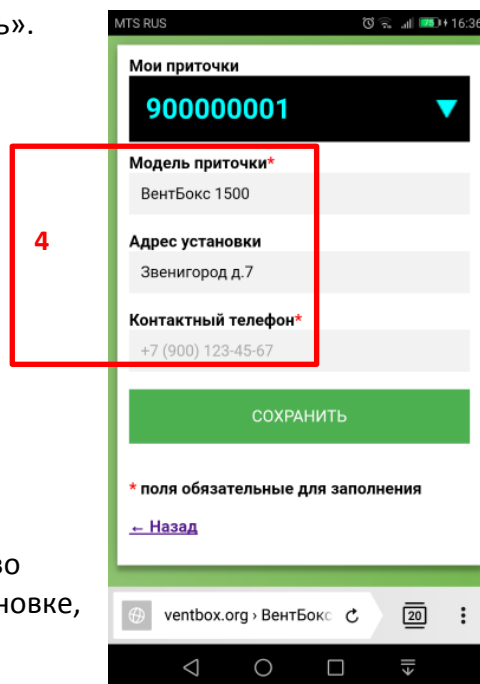 ь».
MTS RUS 75 16:36
Мои приточки
900000001
Модель приточки*
ВентБокс 1500
4
Адрес установки
Звенигород д.7
Контактный телефон*
+7 (900) 123-45-67
СОХРАНИТЬ
* поля обязательные для заполнения
← Назад
во
новке,
ventbox.org › ВентБокс 20